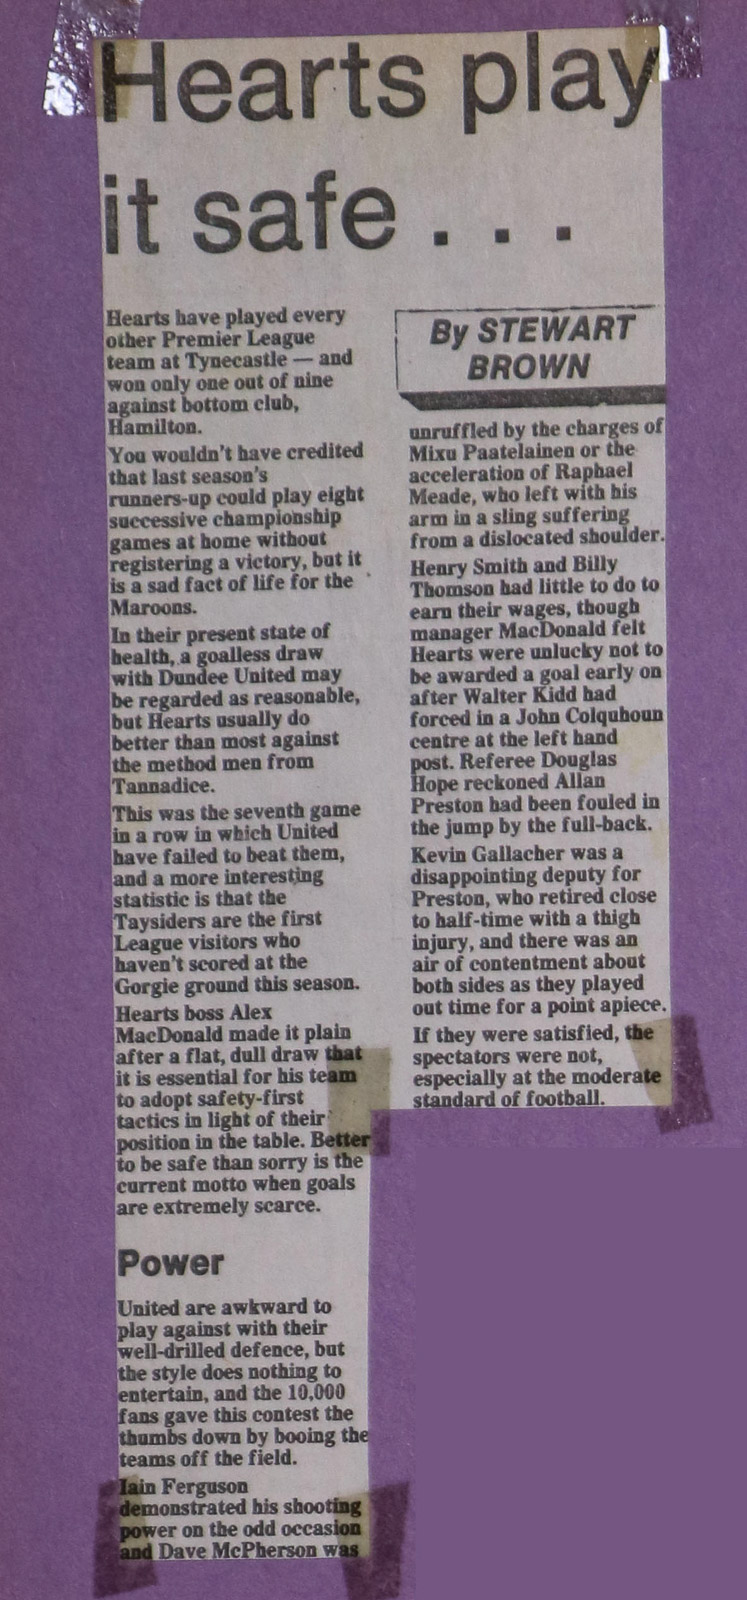 Hearts play
it safe . . .
Hearts have played every
other Premier League
team at Tynecastle — and
won only one out of nine
against bottom club,
Hamilton.
You wouldn't have credited
that last season's
runners-up could play eight
successive championship
games at home without
registering a victory, but it
is a sad fact of life for the
Maroons.
In their present state of
health, a goalless draw
with Dundee United may
be regarded as reasonable,
but Hearts usually do
better than most against
the method men from
Tannadice.
This was the seventh game
in a row in which United
have failed to beat them,
and a more interesting
statistic is that the
Taysiders are the first
League visitors who
haven't scored at the
Gorgie ground this season.
Hearts boss Alex
MacDonald made it plain
after a flat, dull draw that
it is essential for his team
to adopt safety-first
tactics in light of their
position in the table. Better
to be safe than sorry is the
current motto when goals
are extremely scarce.
Power
United are awkward to
play against with their
well-drilled defence, but
the style does nothing to
entertain, and the 10,000
fans gave this contest the
thumbs down by booing the
teams off the field.
Iain Ferguson
demonstrated his shooting
power on the odd occasion
and Dave McPherson was
By STEWART
BROWN
unruffled by the charges of
Mixu Paatelainen or the
acceleration of Raphael
Meade, who left with his
arm in a sling suffering
from a dislocated shoulder.
Henry Smith and Billy
Thomson had little to do to
earn their wages, though
manager MacDonald felt
Hearts were unlucky not to
be awarded a goal early on
after Walter Kidd had
forced in a John Colquhoun
centre at the left hand
post. Referee Douglas
Hope reckoned Allan
Preston had been fouled in
the jump by the full-back.
Kevin Gallacher was a
disappointing deputy for
Preston, who retired close
to half-time with a thigh
injury, and there was an
air of contentment about
both sides as they played
out time for a point apiece.
If they were satisfied, the
spectators were not,
especially at the moderate
standard of football.